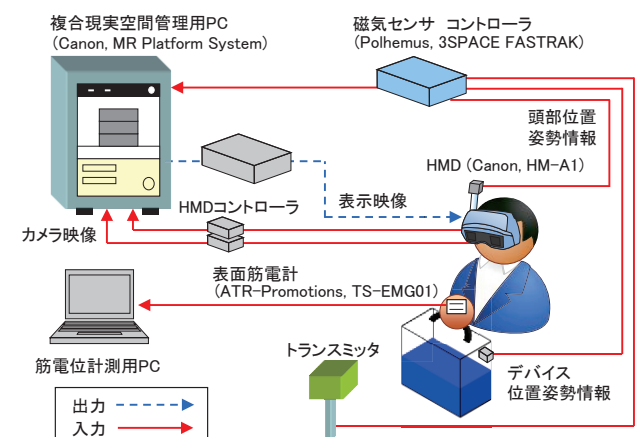 複合現実空間管理用PC
(Canon, MR Platform System)
磁気センサ コントローラ
(Polhemus, 3SPACE FASTRAK)
頭部位置
姿勢情報
HMD (Canon, HM-A1)
表示映像
HMDコントローラ
カメラ映像
表面筋電計
(ATR-Promotions, TS-EMG01)
筋電位計測用PC
トランスミッタ
デバイス
位置姿勢情報
出力
入力